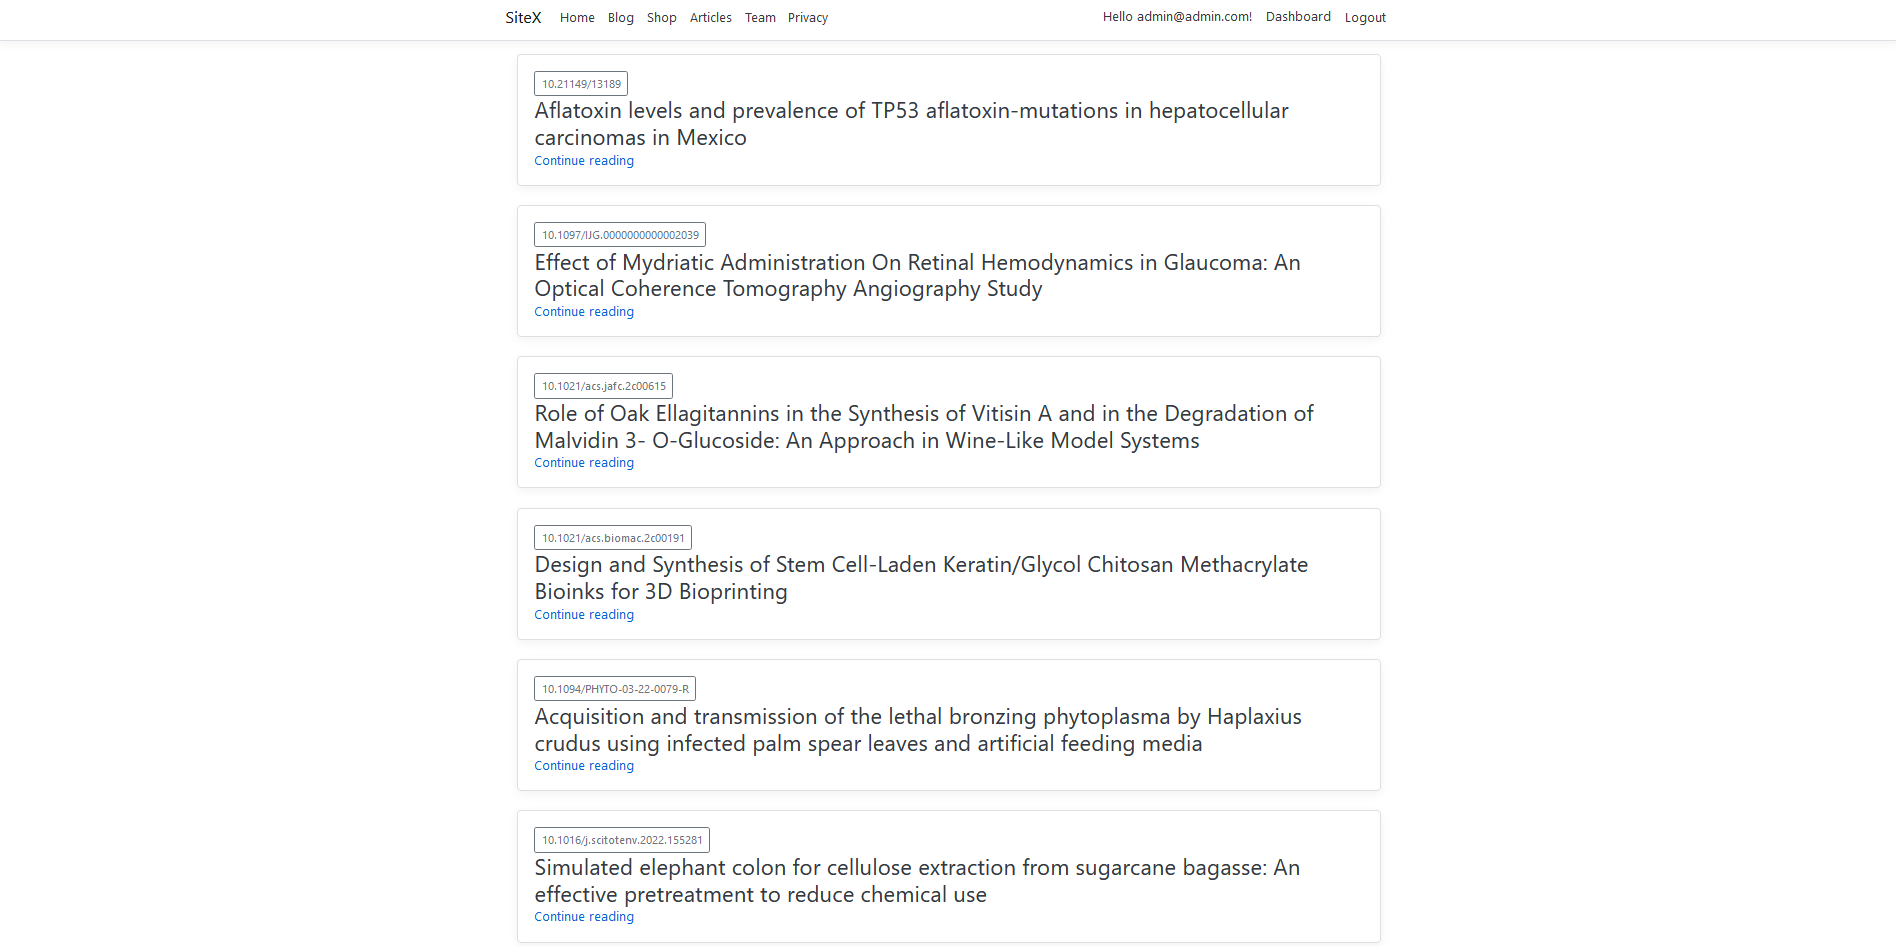 SiteX Home Blog Shop Articles Team Privacy Hello admin@admin.com! Dashboard Logout
10.21149/13189
Aflatoxin levels and prevalence of TP53 aflatoxin-mutations in hepatocellular
carcinomas in Mexico
Continue reading
10.1097/IJG.0000000000002039
Effect of Mydriatic Administration On Retinal Hemodynamics in Glaucoma: An
Optical Coherence Tomography Angiography Study
Continue reading
10.1021/acs.jafc.2c00615
Role of Oak Ellagitannins in the Synthesis of Vitisin A and in the Degradation of
Malvidin 3- O-Glucoside: An Approach in Wine-Like Model Systems
Continue reading
10.1021/acs.biomac.2c00191
Design and Synthesis of Stem Cell-Laden Keratin/Glycol Chitosan Methacrylate
Bioinks for 3D Bioprinting
Continue reading
10.1094/PHYTO-03-22-0079-R
Acquisition and transmission of the lethal bronzing phytoplasma by Haplaxius
crudus using infected palm spear leaves and artificial feeding media
Continue reading
10.1016/j.scitotenv.2022.155281
Simulated elephant colon for cellulose extraction from sugarcane bagasse: An
effective pretreatment to reduce chemical use
Continue reading